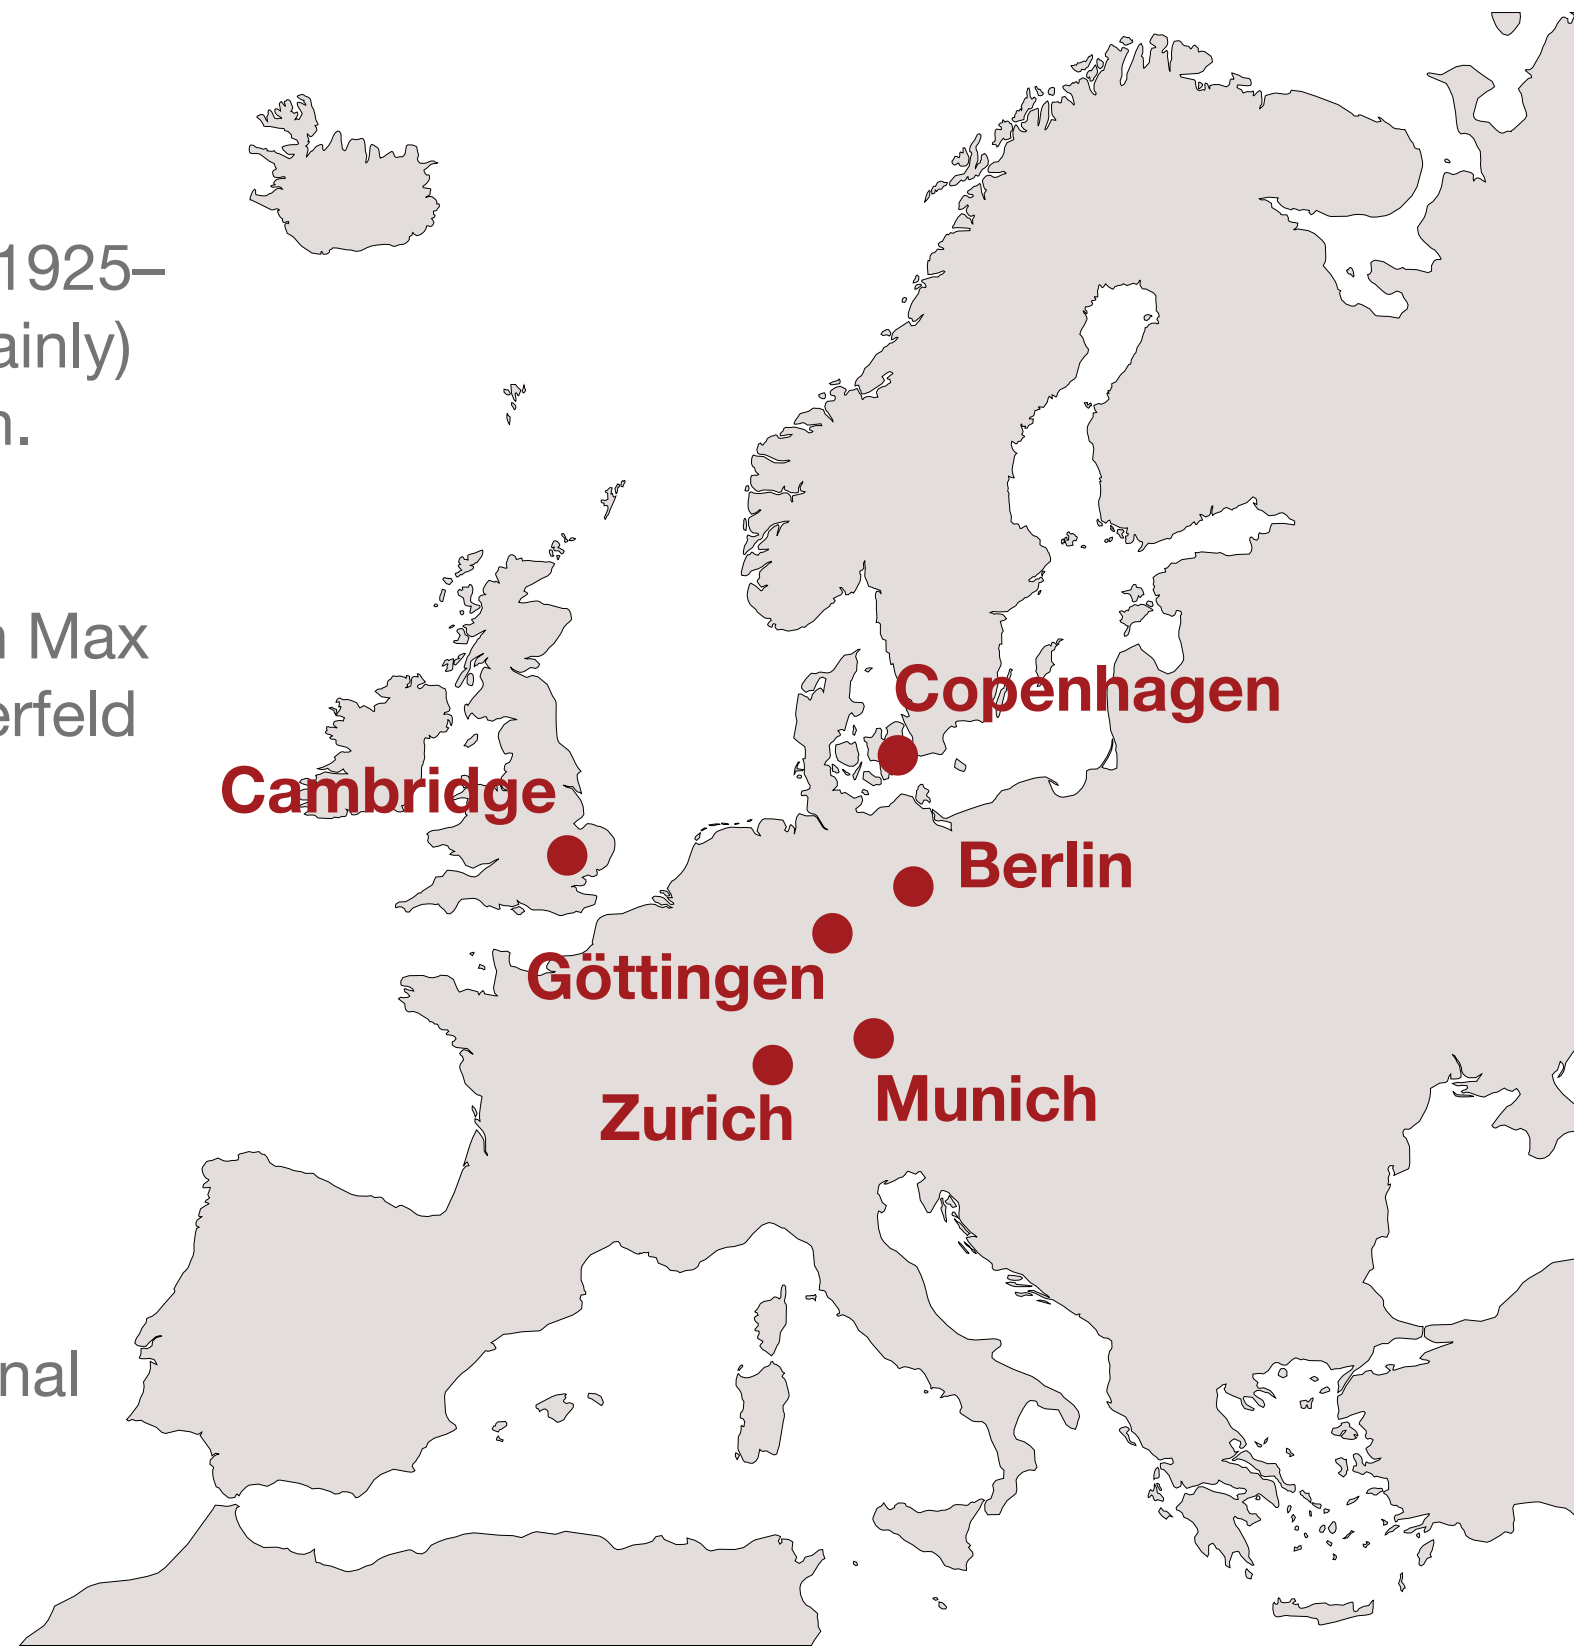 1925–
ainly)
n.
n Max
erfeld
nal
Copenhagen
Cambridge
Berlin
Göttingen
Munich
Zurich